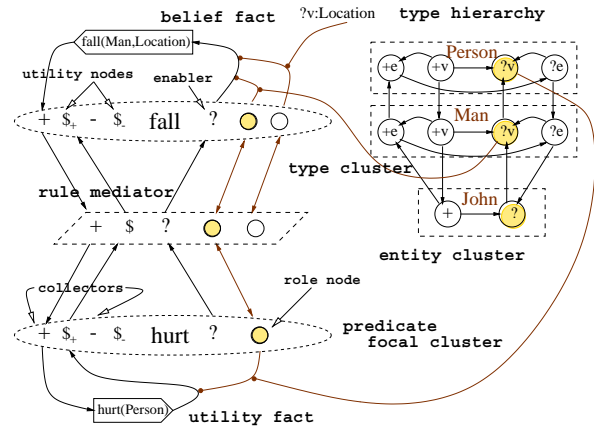 belief fact
?v:Location
type hierarchy
fall(Man,Location)
Person
+e +v ?v ?e
utility nodes
enabler
+ $+ - $- fall ?
Man
+e +v ?v ?e
type cluster
rule mediator
John
+ $ ?
+ ?
entity cluster
collectors
role node
+ $+ - $- hurt ?
predicate
focal cluster
hurt(Person)
utility fact